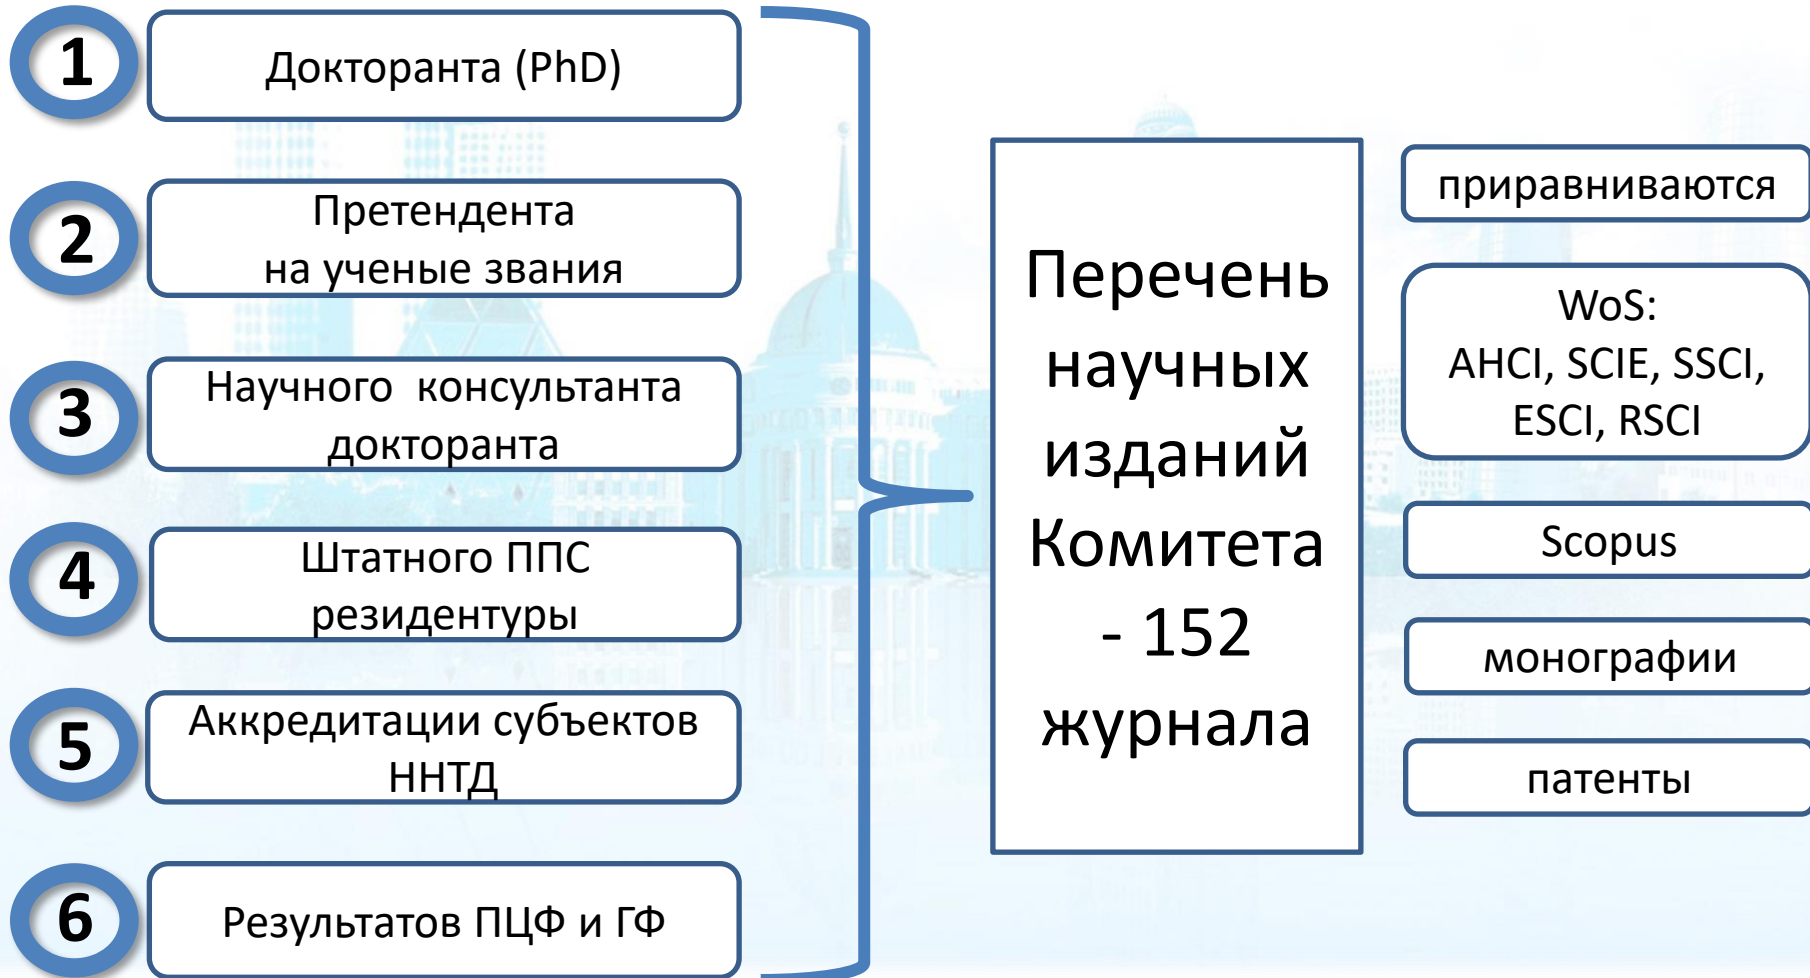 1
Докторанта (PhD)
2
Претендента
на ученые звания
3
Научного консультанта
докторанта
4
Штатного ППС
резидентуры
5
Аккредитации субъектов
ННТД
6
Результатов ПЦФ и ГФ
Перечень
научных
изданий
Комитета
- 152
журнала
приравниваются
WoS:
AHCI, SCIE, SSCI,
ESCI, RSCI
Scopus
монографии
патенты